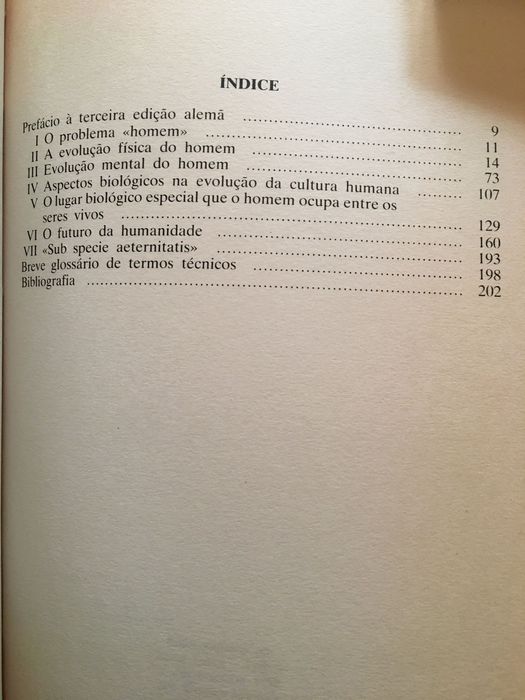 ÍNDICE
Prefácio à terceira edição alemã ........ 9
I O problema «homem» ........ 11
II A evolução física do homem ........ 14
III Evolução mental do homem ........ 73
IV Aspectos biológicos na evolução da cultura humana ........ 107
V O lugar biológico especial que o homem ocupa entre os
seres vivos ........ 129
VI O futuro da humanidade ........ 160
VII «Sub specie aeternitatis» ........ 193
Breve glossário de termos técnicos ........ 198
Bibliografia ........ 202